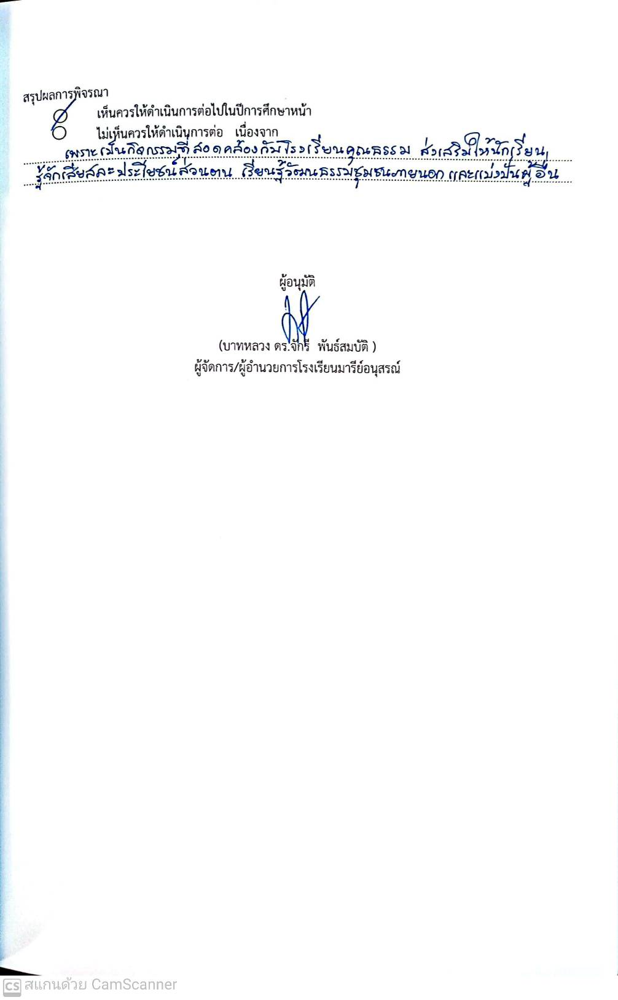 สรุปผลการพิจรณา
เห็นควรให้ดำเนินการต่อไปในปีการศึกษาหน้า
ไม่เห็นควรให้ดำเนินการต่อ เนื่องจาก
เพราะเป็นกิจกรรมที่สอดคล้องกับโรงเรียนคุณธรรม ส่งเสริมให้นักเรียน
รู้จักเสียสละประโยชน์ส่วนตน เรียนรู้วัฒนธรรมชุมชนภายนอก และแบ่งปันผู้อื่น
ผู้อนุมัติ
(บาทหลวง ดร.จักรี พันธ์สมบัติ )
ผู้จัดการ/ผู้อำนวยการโรงเรียนมารีย์อนุสรณ์
CS สแกนด้วย CamScanner